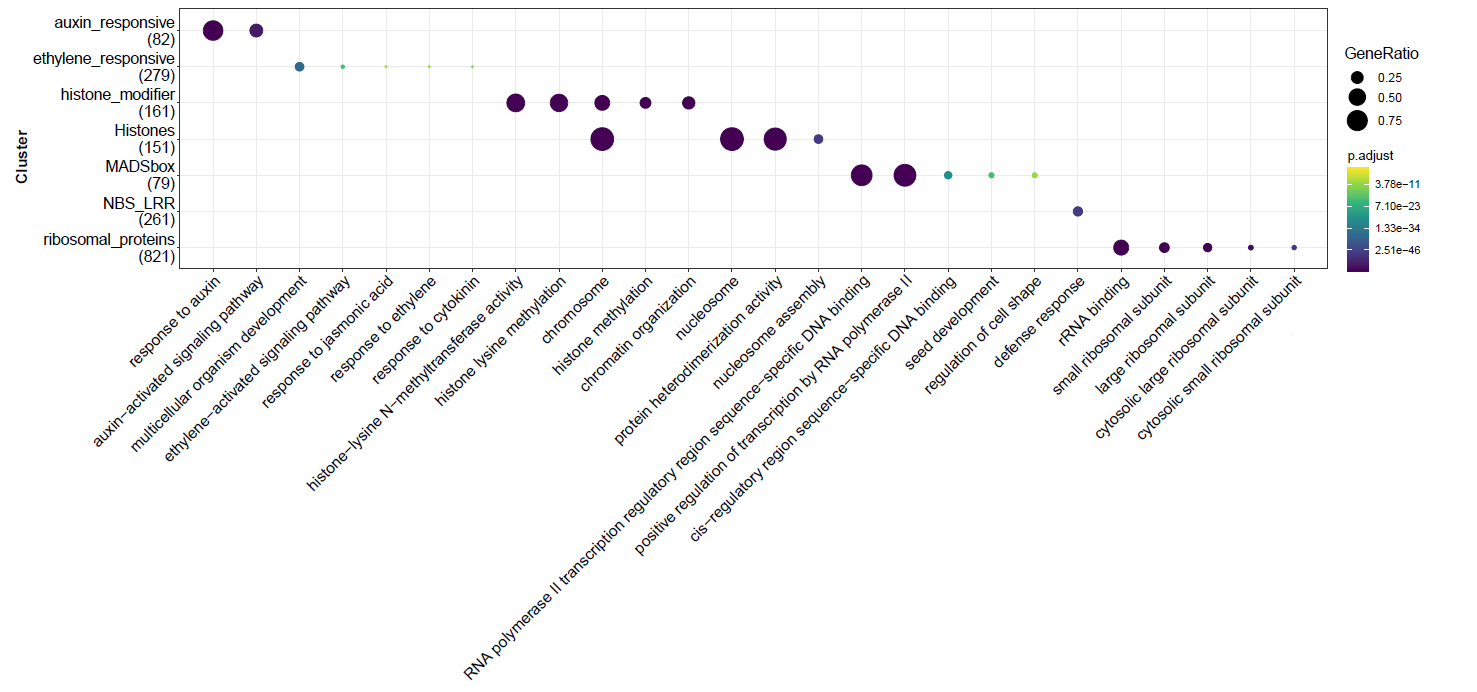 Cluster
auxin_responsive
(82)
ethylene_responsive
(279)
histone_modifier
(161)
Histones
(151)
MADSbox
(79)
NBS_LRR
(261)
ribosomal_proteins
(821)
response to auxin
auxin−activated signaling pathway
multicellular organism development
ethylene−activated signaling pathway
response to jasmonic acid
response to ethylene
response to cytokinin
histone−lysine N−methyltransferase activity
histone lysine methylation
chromosome
histone methylation
chromatin organization
nucleosome
protein heterodimerization activity
nucleosome assembly
RNA polymerase II transcription regulatory region sequence−specific DNA binding
positive regulation of transcription by RNA polymerase II
cis−regulatory region sequence−specific DNA binding
seed development
regulation of cell shape
defense response
rRNA binding
small ribosomal subunit
large ribosomal subunit
cytosolic large ribosomal subunit
cytosolic small ribosomal subunit
GeneRatio
0.25
0.50
0.75
p.adjust
3.78e−11
7.10e−23
1.33e−34
2.51e−46